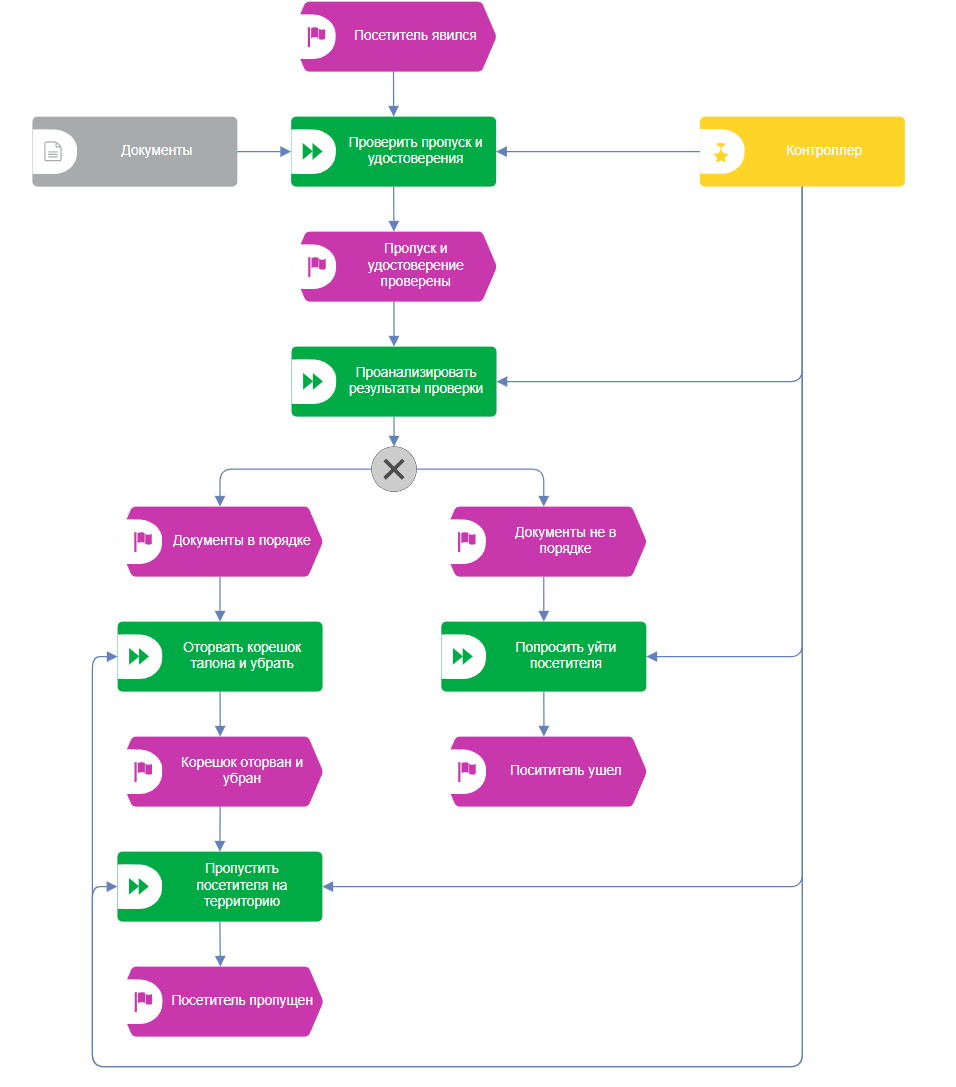 Посетитель явился
Документы
Проверить пропуск и
удостоверения
Контроллер
Пропуск и
удостоверение
проверены
Проанализировать
результаты проверки
Документы в порядке
Документы не в
порядке
Оторвать корешок
талона и убрать
Попросить уйти
посетителя
Корешок оторван и
убран
Поситител ушел
Пропустить
посетителя на
территорию
Посетитель пропущен